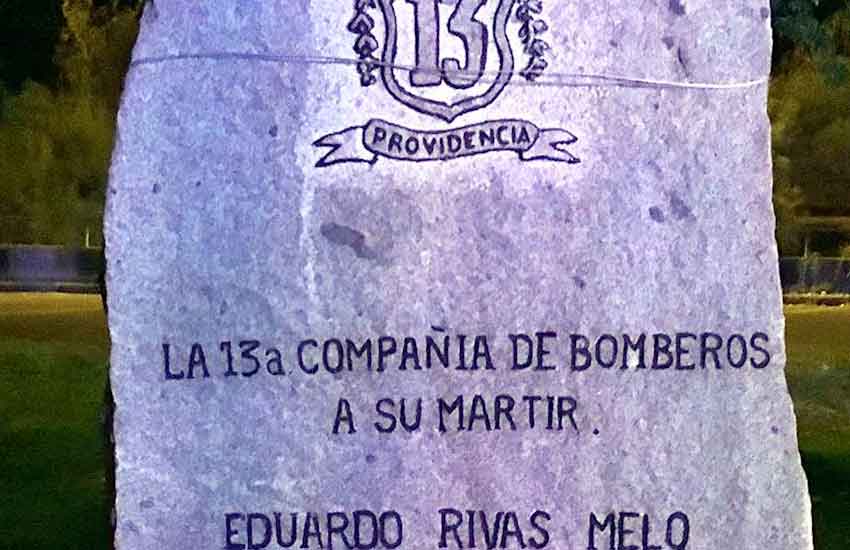 13
PROVIDENCIA
LA 13a. COMPAÑIA DE BOMBEROS
A SU MARTIR.
EDUARDO RIVAS MELO